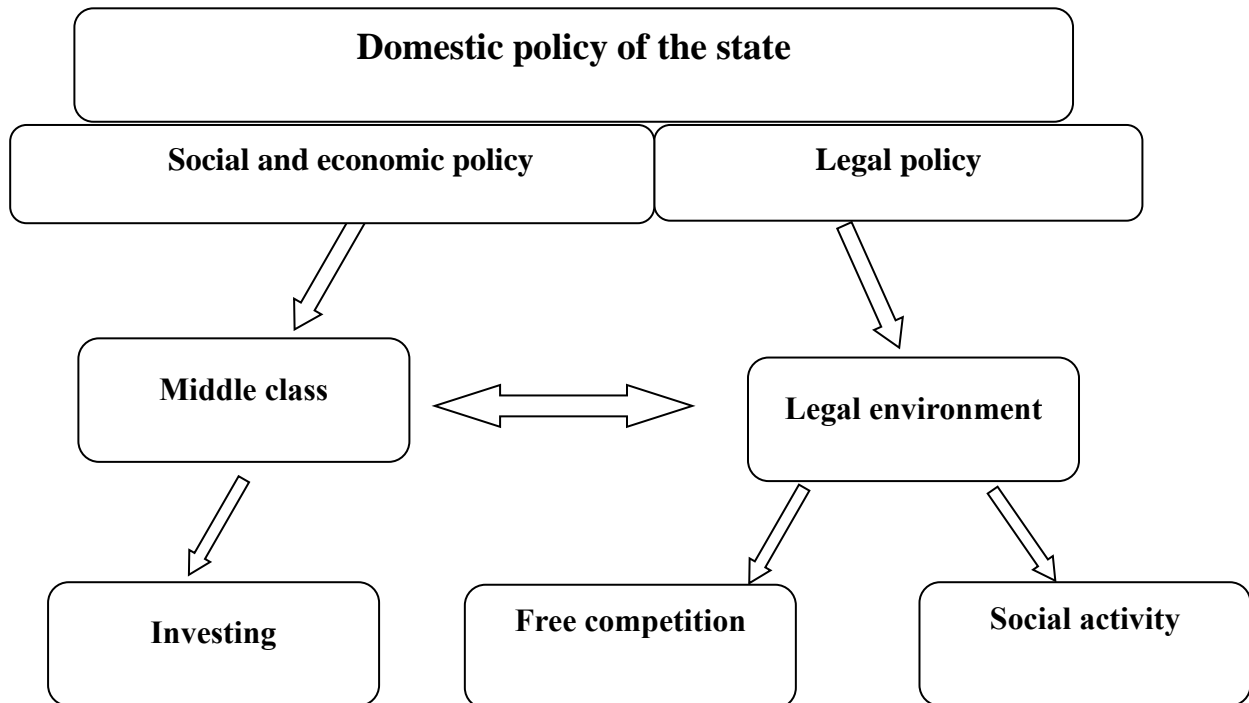 Domestic policy of the state
Social and economic policy
Legal policy
Middle class
Legal environment
Investing
Free competition
Social activity